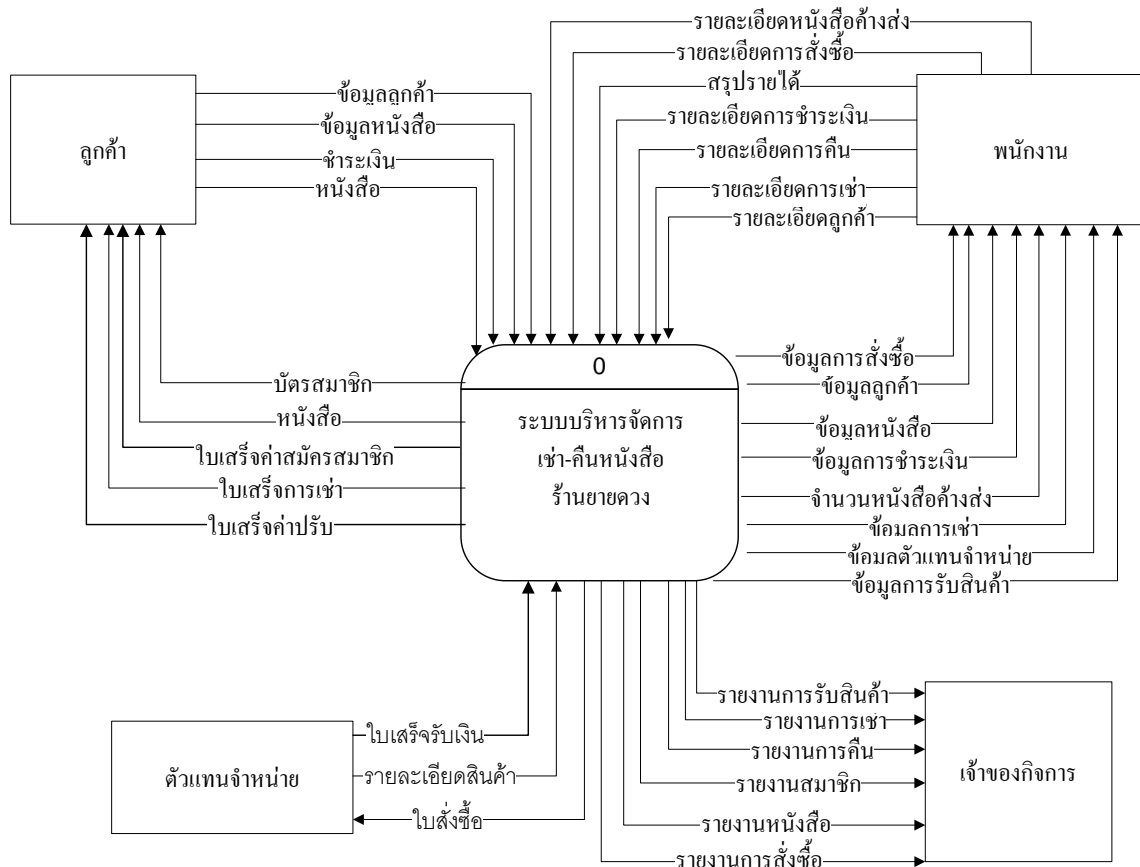 รายละเอียดหนังสือค้างส่ง
รายละเอียดการสั่งซื้อ
สรุปรายได้
รายละเอียดการชำระเงิน
รายละเอียดการคืน
รายละเอียดการเช่า
รายละเอียดลูกค้า
ข้อมูลลูกค้า
ข้อมูลหนังสือ
ชำระเงิน
หนังสือ
ลูกค้า
พนักงาน
0
ระบบบริหารจัดการ
เช่า-คืนหนังสือ
ร้านยายดวง
บัตรสมาชิก
หนังสือ
ใบเสร็จค่าสมัครสมาชิก
ใบเสร็จการเช่า
ใบเสร็จค่าปรับ
ข้อมูลการสั่งซื้อ
ข้อมูลลูกค้า
ข้อมูลหนังสือ
ข้อมูลการชำระเงิน
จำนวนหนังสือค้างส่ง
ข้อมูลการเช่า
ข้อมูลตัวแทนจำหน่าย
ข้อมูลการรับสินค้า
ตัวแทนจำหน่าย
ใบเสร็จรับเงิน
รายละเอียดสินค้า
ใบสั่งซื้อ
รายงานการรับสินค้า
รายงานการเช่า
รายงานการคืน
รายงานสมาชิก
รายงานหนังสือ
รายงานการสั่งซื้อ
เจ้าของกิจการ